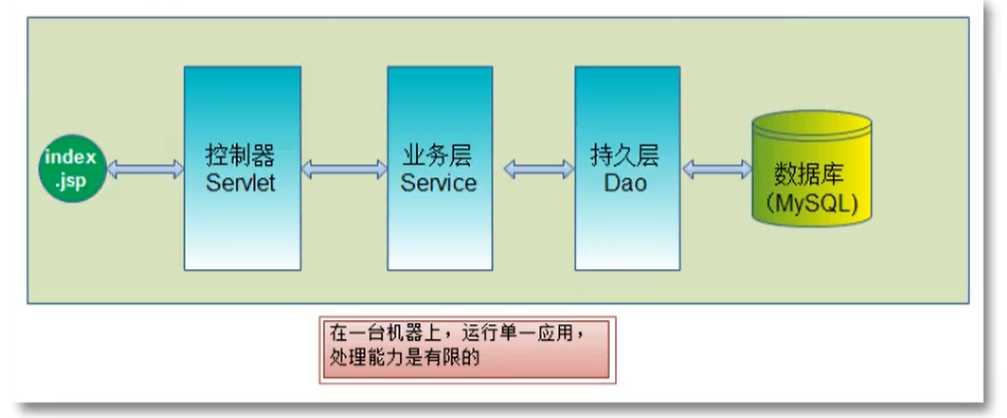 index
.jsp
控制器
Servlet
业务层
Service
持久层
Dao
数据库
（MySQL）
在一台机器上，运行单一应用，
处理能力是有限的